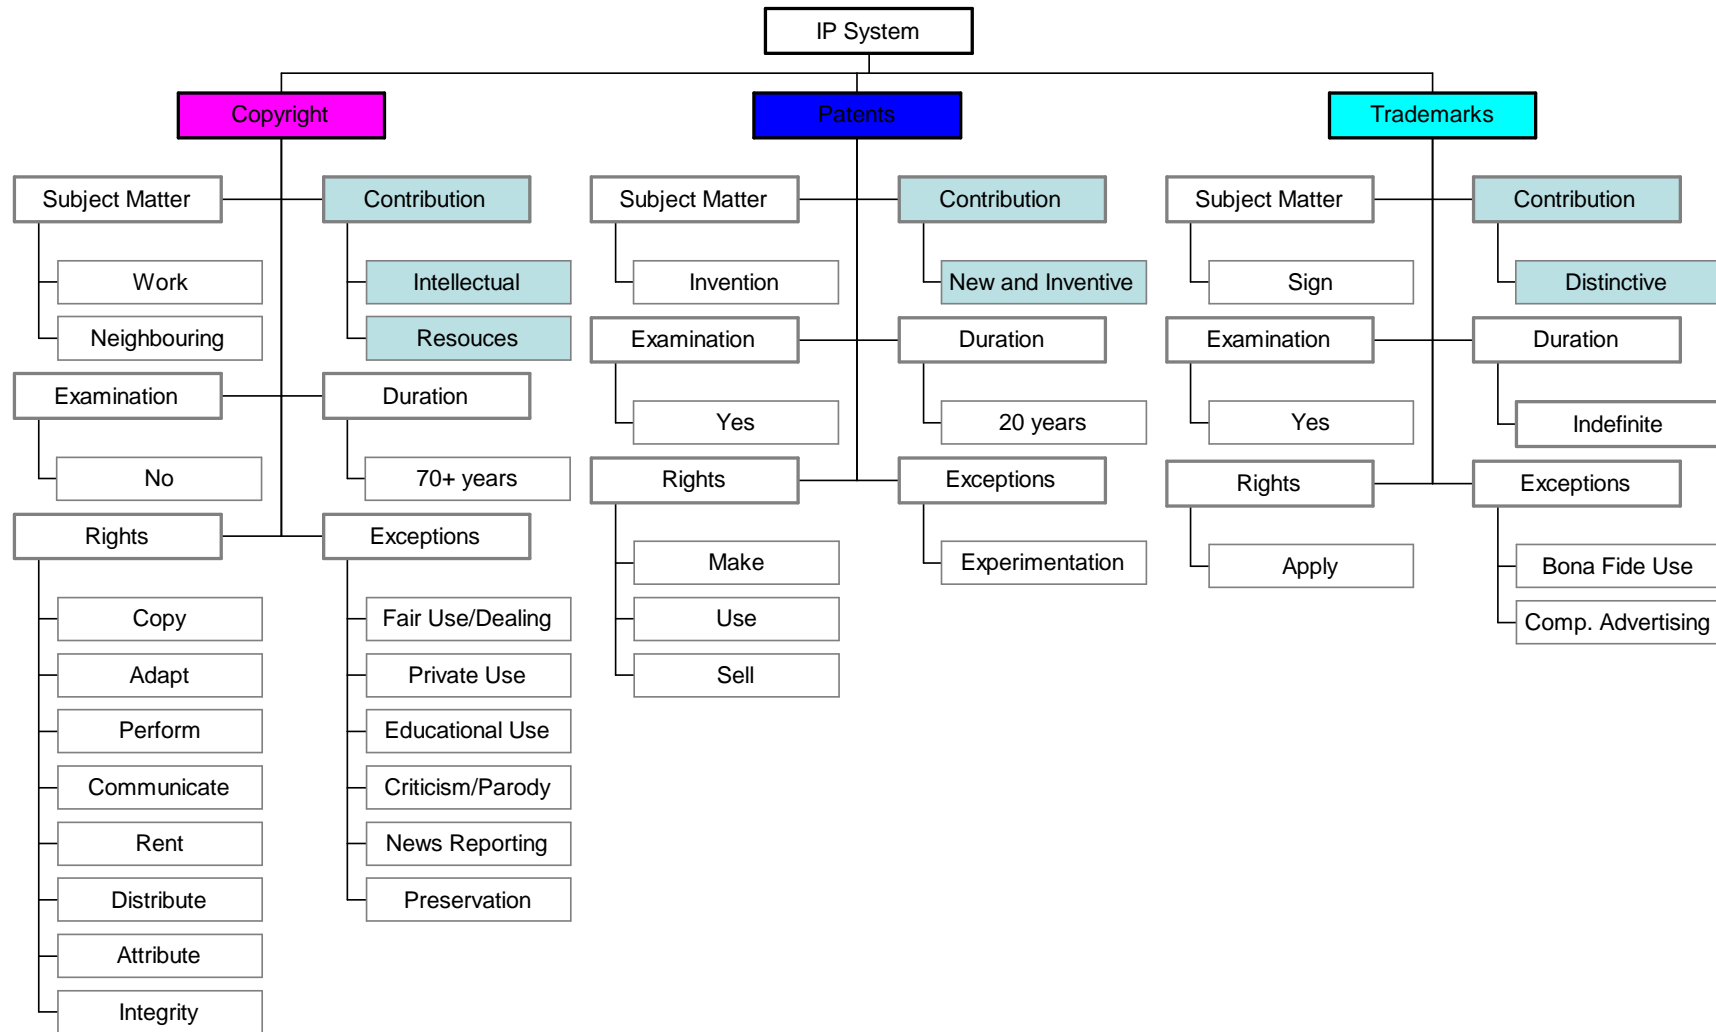 IP System
Copyright
Patents
Trademarks
Subject Matter
Contribution
Work
Neighbouring
Intellectual
Resouces
Examination
Duration
No
70+ years
Rights
Exceptions
Copy
Adapt
Perform
Communicate
Rent
Distribute
Attribute
Integrity
Fair Use/Dealing
Private Use
Educational Use
Criticism/Parody
News Reporting
Preservation
Subject Matter
Contribution
Invention
New and Inventive
Examination
Duration
Yes
20 years
Rights
Exceptions
Make
Use
Sell
Experimentation
Subject Matter
Contribution
Sign
Distinctive
Examination
Duration
Yes
Indefinite
Rights
Exceptions
Apply
Bona Fide Use
Comp. Advertising